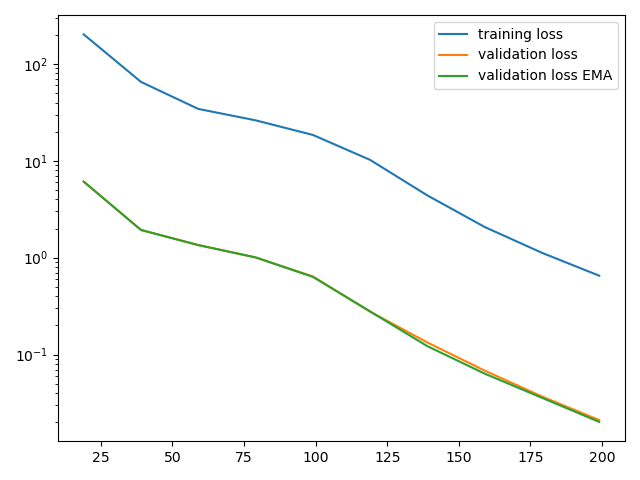 training loss
validation loss
validation loss EMA
10²
10¹
10⁰
10⁻¹
25 50 75 100 125 150 175 200